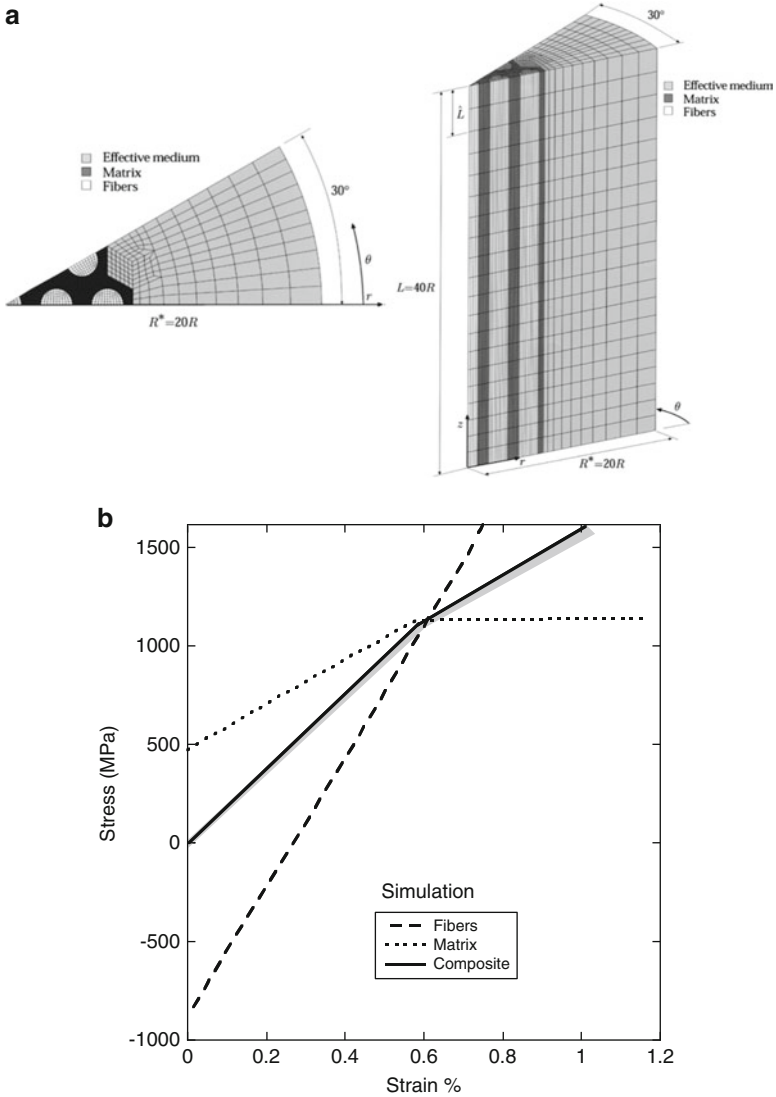 a
Effective medium
Matrix
Fibers
30°
θ
r
R*=20R
30°
Effective medium
Matrix
Fibers
L̂
L=40R
z
r
θ
R*=20R
b
1500
1000
500
0
-500
-1000
Stress (MPa)
Simulation
Fibers
Matrix
Composite
0
0.2
0.4
0.6
0.8
1
1.2
Strain %